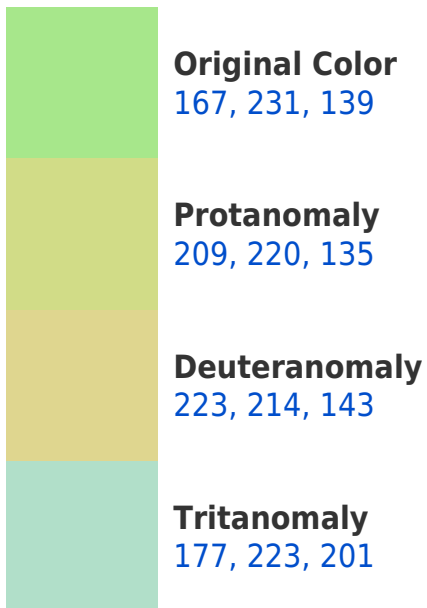 Original Color
167, 231, 139
Protanomaly
209, 220, 135
Deuteranomaly
223, 214, 143
Tritanomaly
177, 223, 201